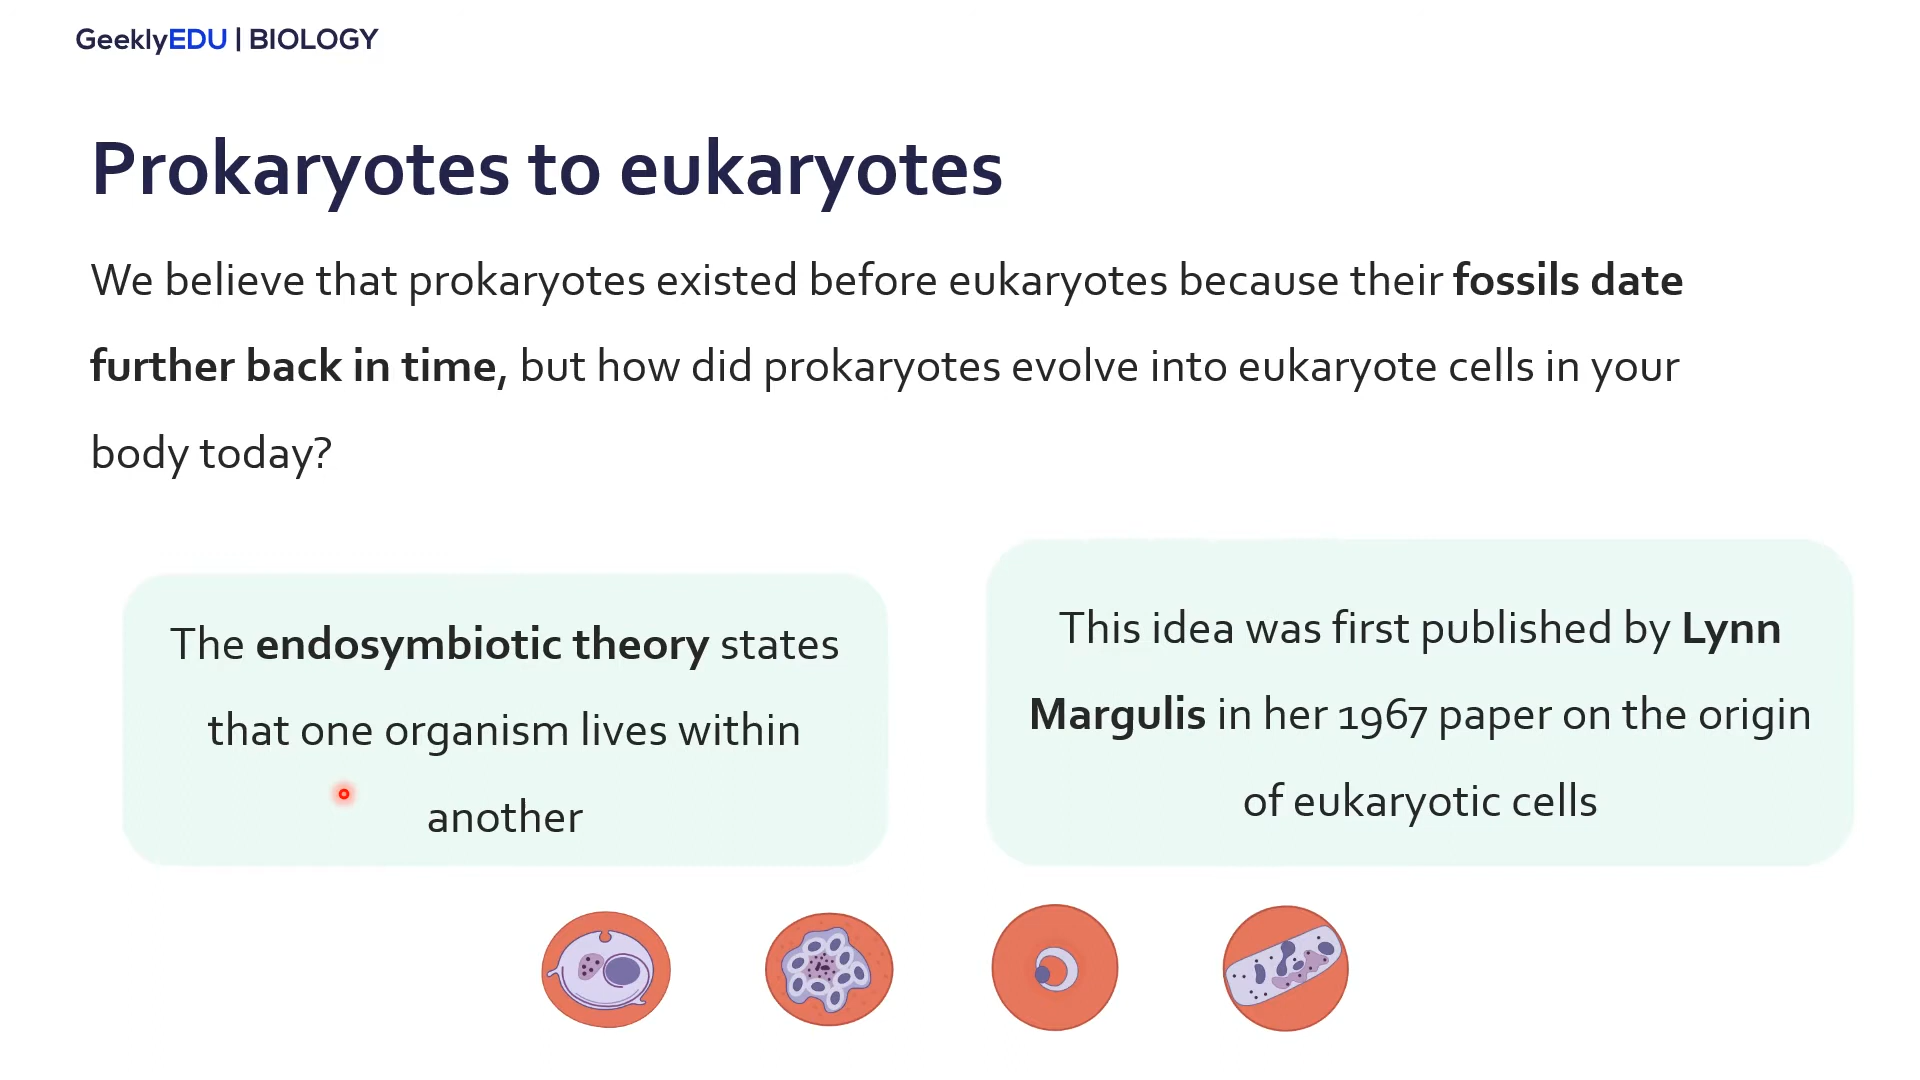 GeeklyEDU | BIOLOGY
Prokaryotes to eukaryotes
We believe that prokaryotes existed before eukaryotes because their fossils date
further back in time, but how did prokaryotes evolve into eukaryote cells in your
body today?
The endosymbiotic theory states
that one organism lives within
another
This idea was first published by Lynn
Margulis in her 1967 paper on the origin
of eukaryotic cells